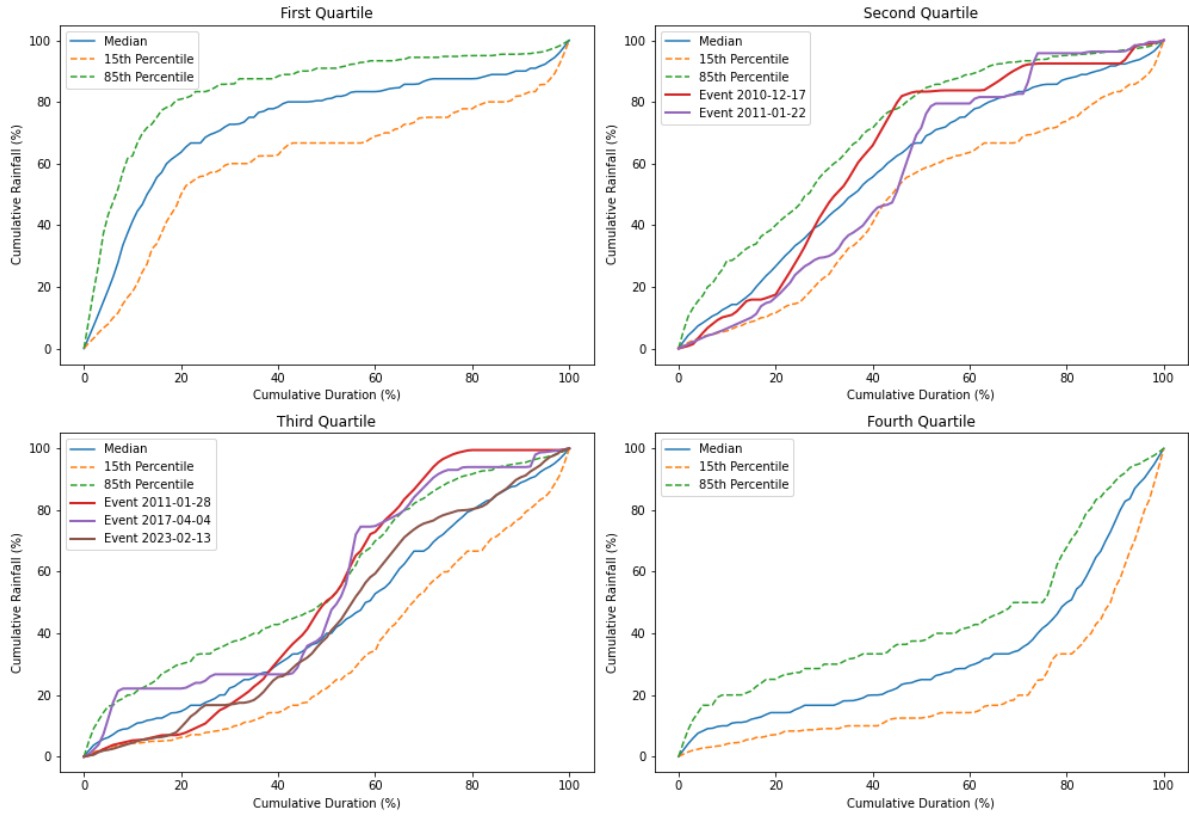 First Quartile
Cumulative Rainfall (%)
100
80
60
40
20
0
Median
15th Percentile
85th Percentile
0 20 40 60 80 100
Cumulative Duration (%)
Second Quartile
Cumulative Rainfall (%)
100
80
60
40
20
0
Median
15th Percentile
85th Percentile
Event 2010-12-17
Event 2011-01-22
0 20 40 60 80 100
Cumulative Duration (%)
Third Quartile
Cumulative Rainfall (%)
100
80
60
40
20
0
Median
15th Percentile
85th Percentile
Event 2011-01-28
Event 2017-04-04
Event 2023-02-13
0 20 40 60 80 100
Cumulative Duration (%)
Fourth Quartile
Cumulative Rainfall (%)
100
80
60
40
20
0
Median
15th Percentile
85th Percentile
0 20 40 60 80 100
Cumulative Duration (%)